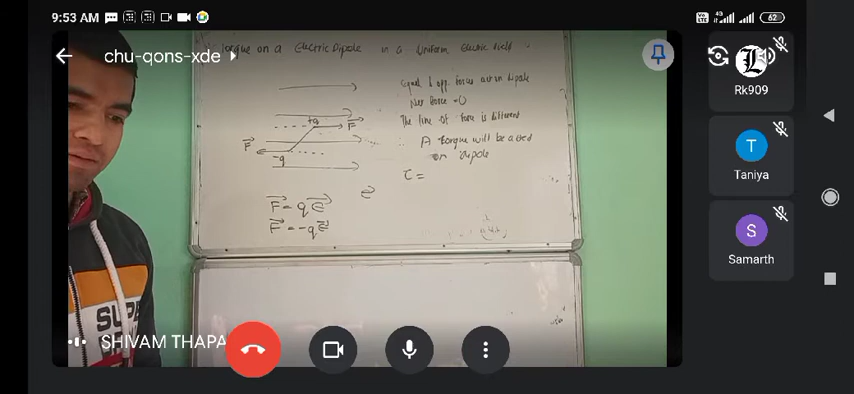 9:53 AM
4G
62
chu-qons-xde
Torque on a Electric Dipole in a Uniform Electric field.
Equal & opp. forces act on dipole
Net Force = 0
The line of force is different
∴ A torque will be acted
on dipole
τ =
+q
F
F
-q
E
F = qE
F = -qE
SHIVAM THAPA
Rk909
T
Taniya
S
Samarth